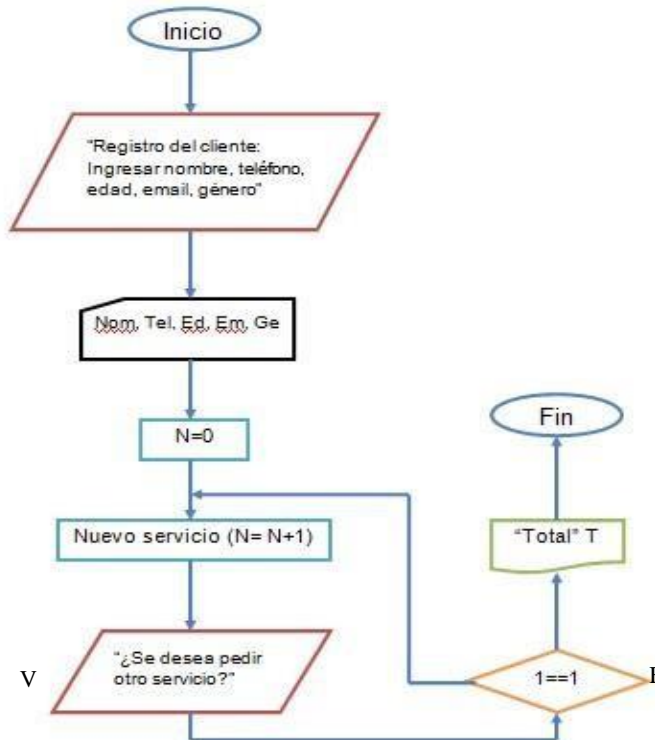 Inicio
"Registro del cliente:
Ingresar nombre, teléfono,
edad, email, género"
Nom, Tel, Ed, Em, Ge
N=0
Nuevo servicio (N= N+1)
"¿Se desea pedir
otro servicio?"
V
1==1
"Total" T
Fin